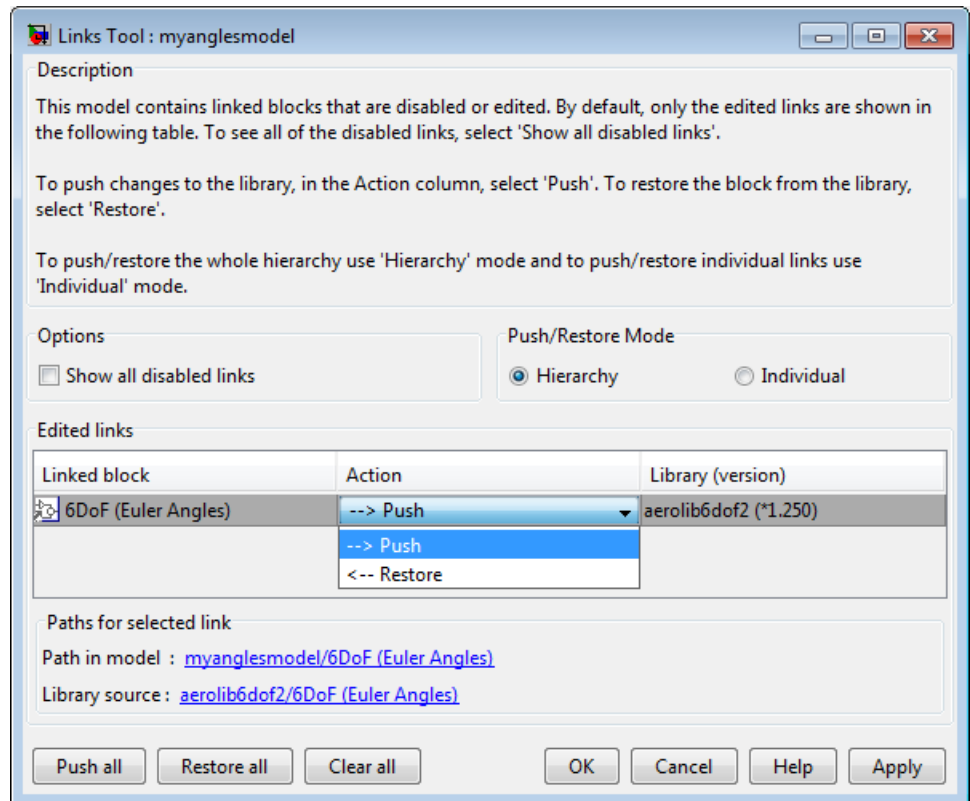 Links Tool : myanglesmodel
Description
This model contains linked blocks that are disabled or edited. By default, only the edited links are shown in
the following table. To see all of the disabled links, select 'Show all disabled links'.
To push changes to the library, in the Action column, select 'Push'. To restore the block from the library,
select 'Restore'.
To push/restore the whole hierarchy use 'Hierarchy' mode and to push/restore individual links use
'Individual' mode.
Options
Show all disabled links
Push/Restore Mode
Hierarchy Individual
Edited links
Linked block Action Library (version)
6DoF (Euler Angles) --> Push aerolib6dof2 (*1.250)
--> Push
<-- Restore
Paths for selected link
Path in model : myanglesmodel/6DoF (Euler Angles)
Library source : aerolib6dof2/6DoF (Euler Angles)
Push all Restore all Clear all OK Cancel Help Apply